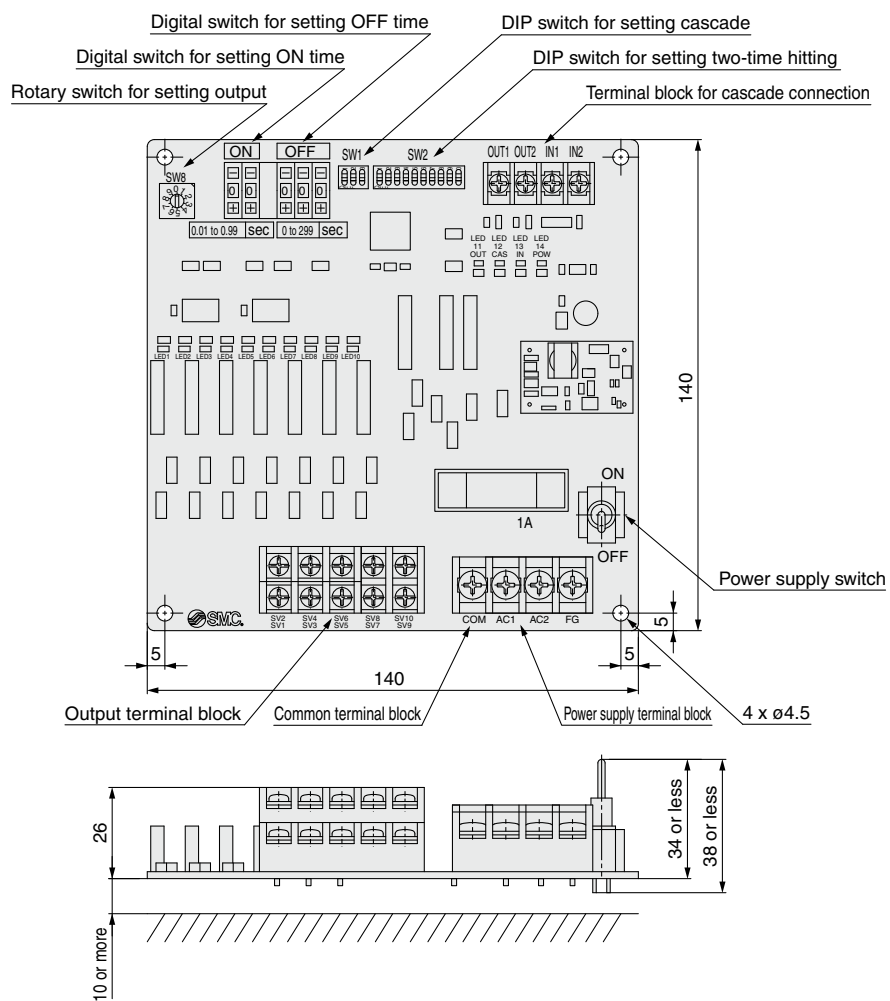 Digital switch for setting OFF time
DIP switch for setting cascade
Digital switch for setting ON time
DIP switch for setting two-time hitting
Rotary switch for setting output
Terminal block for cascade connection
ON OFF
SW1 SW2
OUT1 OUT2 IN1 IN2
SW8
0 0 0 0 0
0.01 to 0.99 sec 0 to 299 sec
LED 11 OUT
LED 12 CAS
LED 13 IN
LED 14 POW
LED1 LED2 LED3 LED4 LED5 LED6 LED7 LED8 LED9 LED10
140
ON
1A
OFF
Power supply switch
SMC.
SV2 SV4 SV6 SV8 SV10
SV1 SV3 SV5 SV7 SV9
COM AC1 AC2 FG
5
5
5
140
Output terminal block
Common terminal block
Power supply terminal block
4 x ø4.5
26
34 or less
38 or less
10 or more